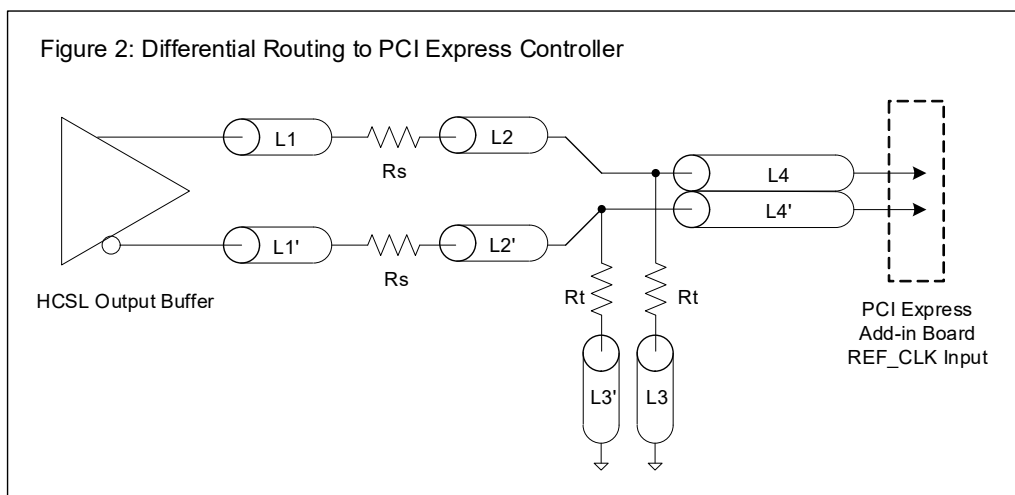 Figure 2: Differential Routing to PCI Express Controller
L1
Rs
L2
L4
L4'
L1'
Rs
L2'
HCSL Output Buffer
Rt
Rt
L3'
L3
PCI Express
Add-in Board
REF_CLK Input